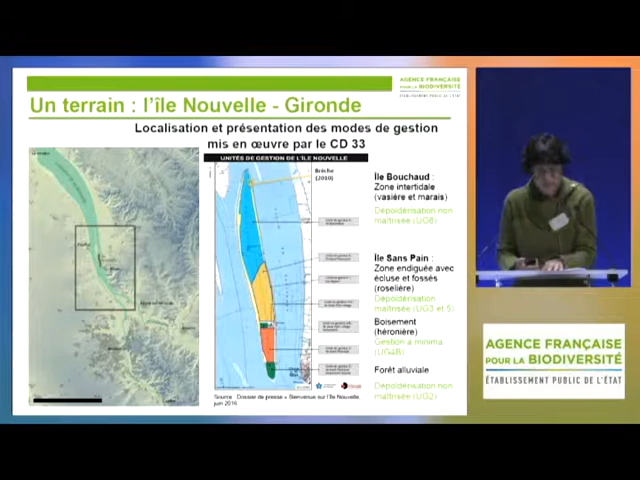 AGENCE FRANÇAISE
POUR LA BIODIVERSITÉ
ÉTABLISSEMENT PUBLIC DE L'ÉTAT
Un terrain : l'île Nouvelle - Gironde
Localisation et présentation des modes de gestion
mis en œuvre par le CD 33
UNITÉS DE GESTION DE L'ÎLE NOUVELLE
Brèche
(2010)
Île Bouchaud :
Zone intertidale
(vasière et marais)
Dépoldérisation non
maîtrisée (UG6)
Île Sans Pain :
Zone endiguée avec
écluse et fossés
(roselière)
Dépoldérisation
maîtrisée (UG3 et 5)
Boisement
(héronière)
Gestion a minima
(UG4B)
Forêt alluviale
Dépoldérisation non
maîtrisée (UG2)
Source : Dossier de presse « Bienvenue sur l'île Nouvelle,
juin 2016
AGENCE FRANÇAISE
POUR LA BIODIVERSITÉ
ÉTABLISSEMENT PUBLIC DE L'ÉTAT